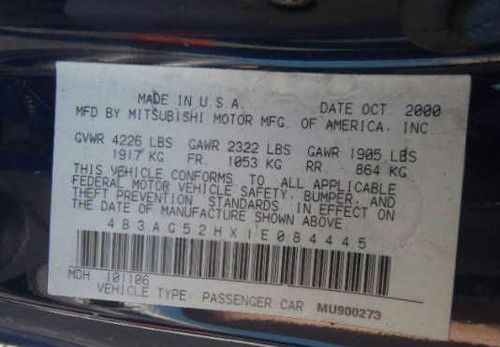 MADE IN U.S.A. DATE OCT 2000
MFD BY MITSUBISHI MOTOR MFG. OF AMERICA, INC.
GVWR 4226 LBS GAWR 2322 LBS GAWR 1905 LBS
1917 KG FR. 1053 KG RR 864 KG
THIS VEHICLE CONFORMS TO ALL APPLICABLE
FEDERAL MOTOR VEHICLE SAFETY, BUMPER, AND
THEFT PREVENTION STANDARDS IN EFFECT ON
THE DATE OF MANUFACTURE SHOWN ABOVE
4B3AG52HX1E084445
MDH 101106
VEHICLE TYPE: PASSENGER CAR MU900273